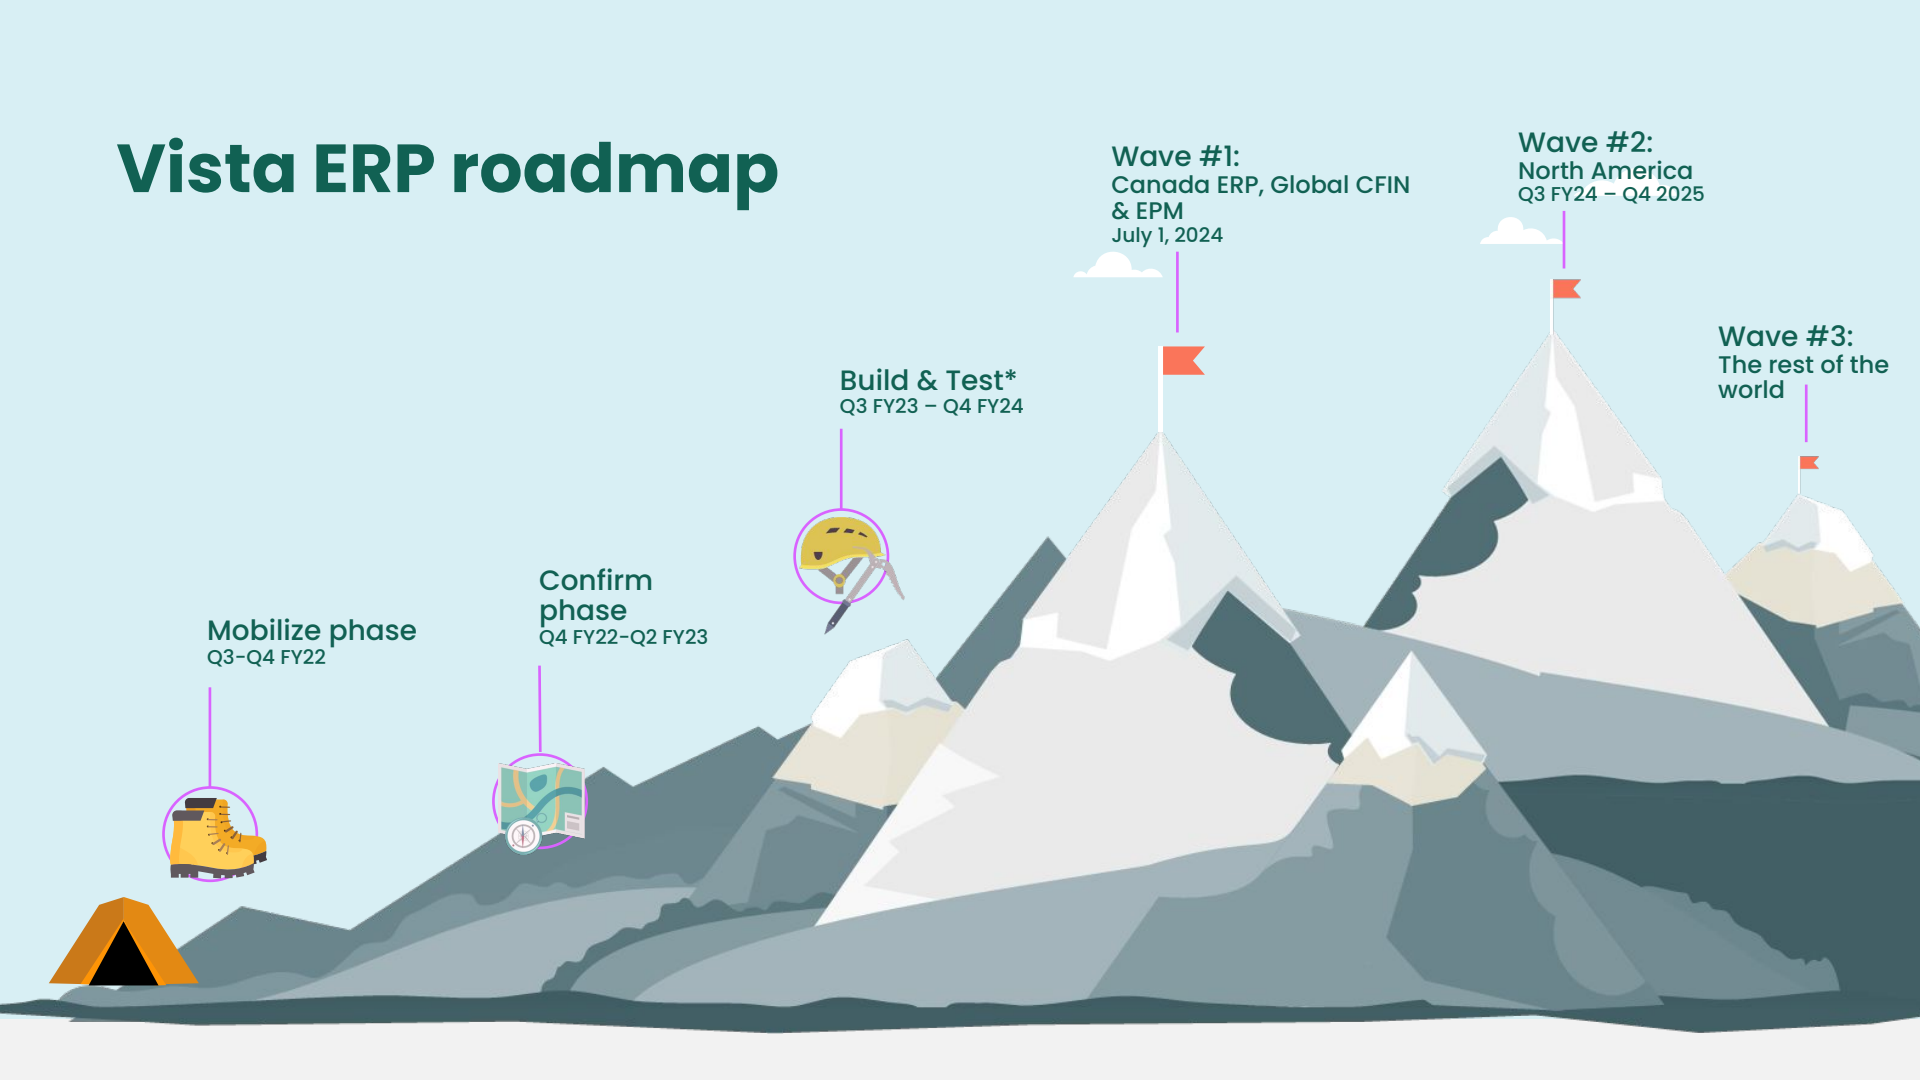 Vista ERP roadmap
Mobilize phase
Q3-Q4 FY22
Confirm
phase
Q4 FY22-Q2 FY23
Build & Test*
Q3 FY23 – Q4 FY24
Wave #1:
Canada ERP, Global CFIN
& EPM
July 1, 2024
Wave #2:
North America
Q3 FY24 – Q4 2025
Wave #3:
The rest of the
world